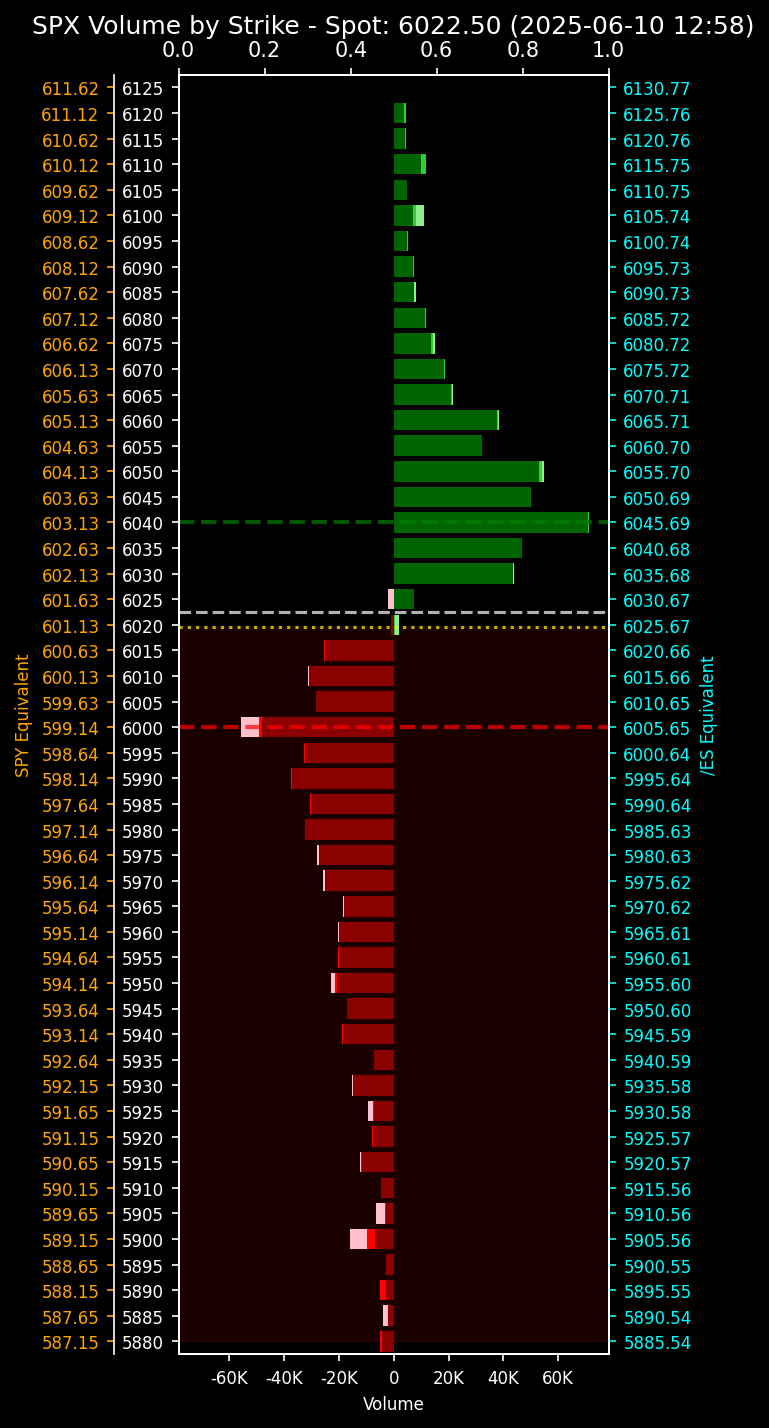 SPX Volume by Strike - Spot: 6022.50 (2025-06-10 12:58)
0.0 0.2 0.4 0.6 0.8 1.0
611.62 6125 6130.77
611.12 6120 6125.76
610.62 6115 6120.76
610.12 6110 6115.75
609.62 6105 6110.75
609.12 6100 6105.74
608.62 6095 6100.74
608.12 6090 6095.73
607.62 6085 6090.73
607.12 6080 6085.72
606.62 6075 6080.72
606.13 6070 6075.72
605.63 6065 6070.71
605.13 6060 6065.71
604.63 6055 6060.70
604.13 6050 6055.70
603.63 6045 6050.69
603.13 6040 6045.69
602.63 6035 6040.68
602.13 6030 6035.68
601.63 6025 6030.67
601.13 6020 6025.67
600.63 6015 6020.66
600.13 6010 6015.66
599.63 6005 6010.65
599.14 6000 6005.65
598.64 5995 6000.64
598.14 5990 5995.64
597.64 5985 5990.64
597.14 5980 5985.63
596.64 5975 5980.63
596.14 5970 5975.62
595.64 5965 5970.62
595.14 5960 5965.61
594.64 5955 5960.61
594.14 5950 5955.60
593.64 5945 5950.60
593.14 5940 5945.59
592.64 5935 5940.59
592.15 5930 5935.58
591.65 5925 5930.58
591.15 5920 5925.57
590.65 5915 5920.57
590.15 5910 5915.56
589.65 5905 5910.56
589.15 5900 5905.56
588.65 5895 5900.55
588.15 5890 5895.55
587.65 5885 5890.54
587.15 5880 5885.54
SPY Equivalent
/ES Equivalent
-60K -40K -20K 0 20K 40K 60K
Volume